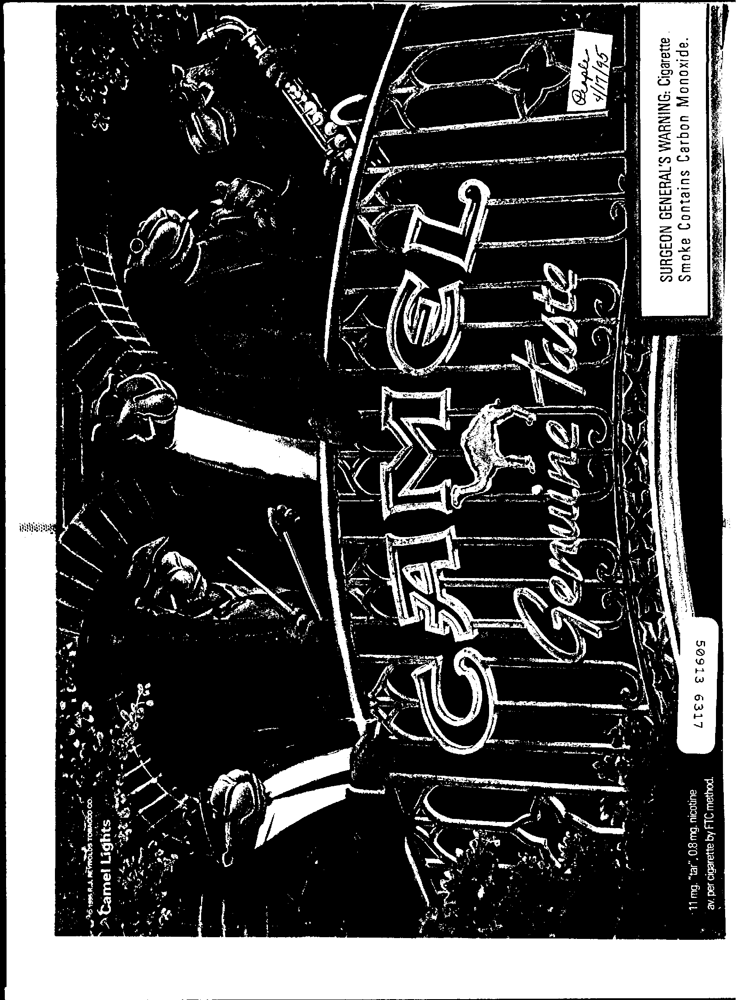 People
4/17/95
CAMEL
Genuine taste
SURGEON GENERAL'S WARNING: Cigarette
Smoke Contains Carbon Monoxide.
© R.J. REYNOLDS TOBACCO CO.
Camel Lights
11 mg. "tar", 0.8 mg. nicotine
av. per cigarette by FTC method.
50913 6317